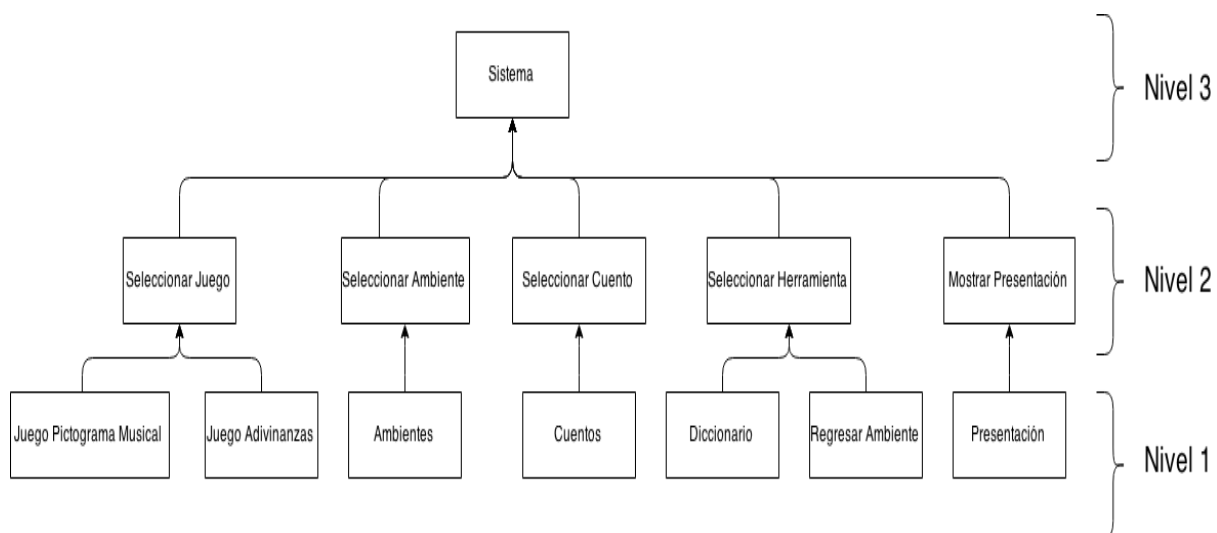 Sistema
Nivel 3
Seleccionar Juego
Seleccionar Ambiente
Seleccionar Cuento
Seleccionar Herramienta
Mostrar Presentación
Nivel 2
Juego Pictograma Musical
Juego Adivinanzas
Ambientes
Cuentos
Diccionario
Regresar Ambiente
Presentación
Nivel 1